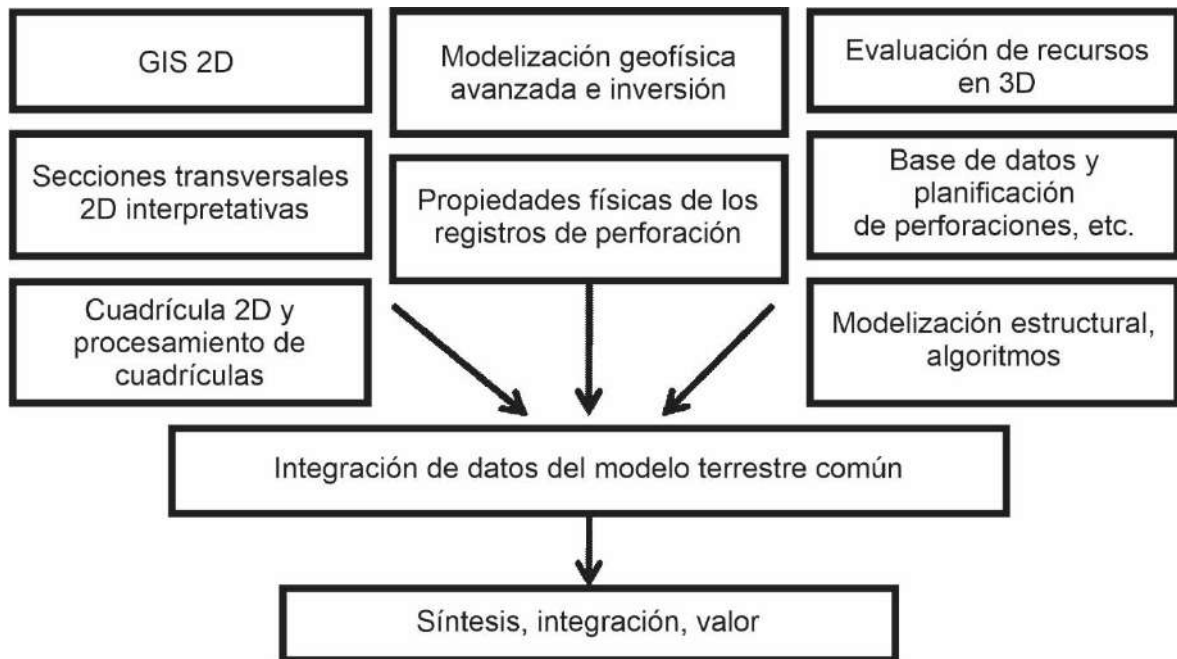 GIS 2D
Secciones transversales
2D interpretativas
Cuadrícula 2D y
procesamiento de
cuadrículas
Modelización geofísica
avanzada e inversión
Propiedades físicas de los
registros de perforación
Evaluación de recursos
en 3D
Base de datos y
planificación
de perforaciones, etc.
Modelización estructural,
algoritmos
Integración de datos del modelo terrestre común
Síntesis, integración, valor